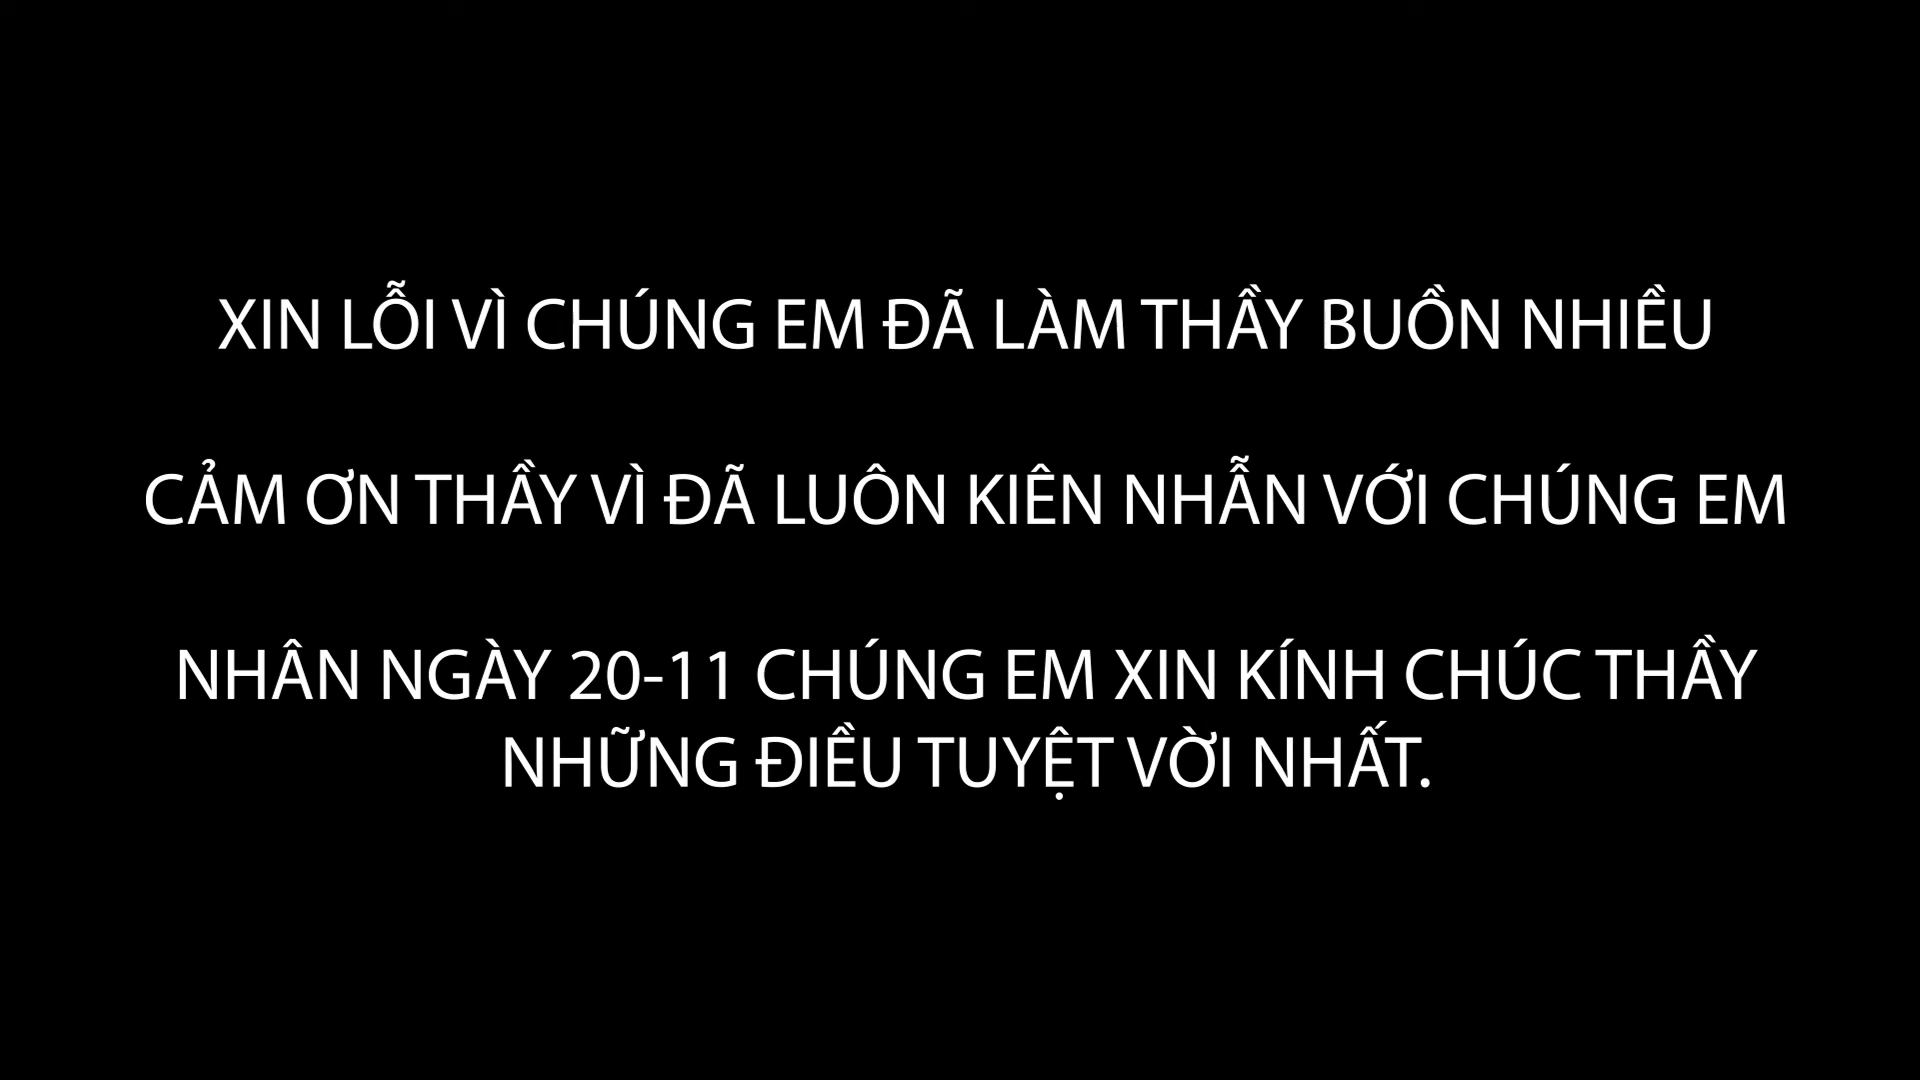 XIN LỖI VÌ CHÚNG EM ĐÃ LÀM THẦY BUỒN NHIỀU
CẢM ƠN THẦY VÌ ĐÃ LUÔN KIÊN NHẪN VỚI CHÚNG EM
NHÂN NGÀY 20-11 CHÚNG EM XIN KÍNH CHÚC THẦY
NHỮNG ĐIỀU TUYỆT VỜI NHẤT.